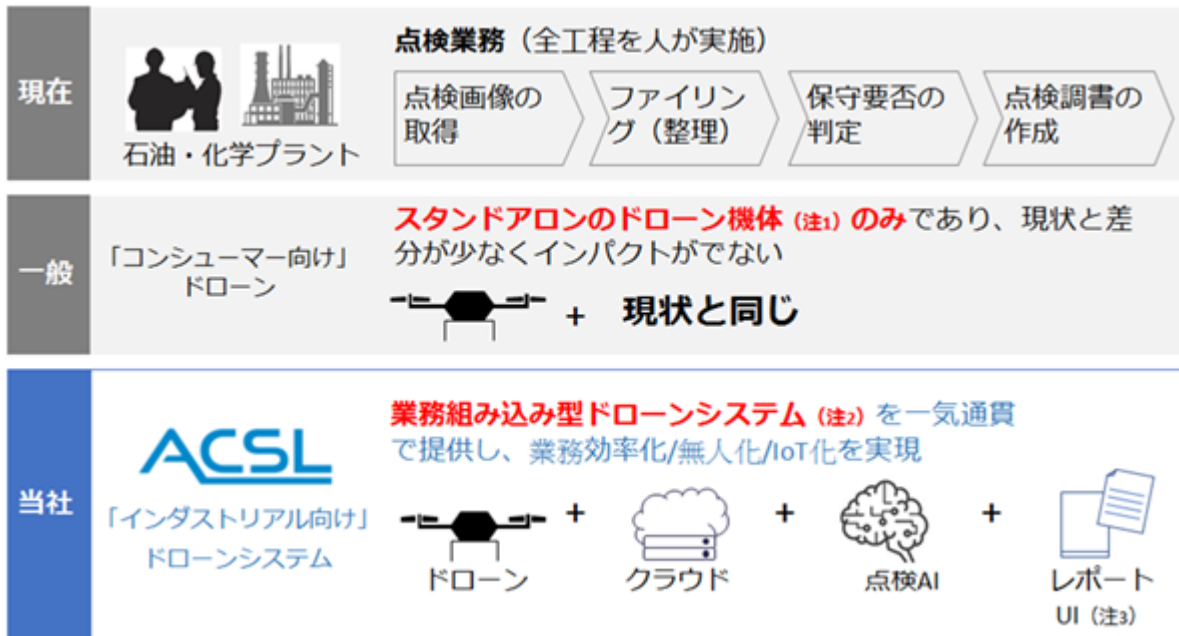 現在
石油・化学プラント
点検業務（全工程を人が実施）
点検画像の
取得
ファイリン
グ（整理）
保守要否の
判定
点検調書の
作成
一般
「コンシューマー向け」
ドローン
スタンドアロンのドローン機体（注1）のみであり、現状と差
分が少なくインパクトがでない
+ 現状と同じ
当社
ACSL
「インダストリアル向け」
ドローンシステム
業務組み込み型ドローンシステム（注2）を一気通貫
で提供し、業務効率化/無人化/IoT化を実現
+ + +
ドローン
クラウド
点検AI
レポート
UI（注3）